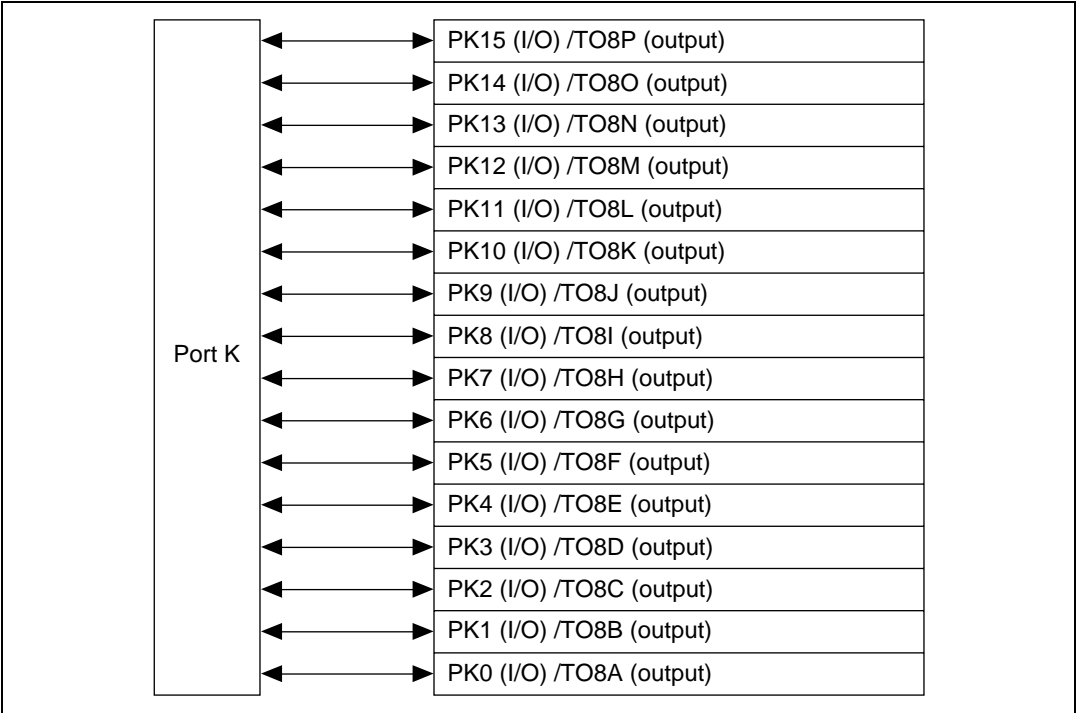 PK15 (I/O) /TO8P (output)
PK14 (I/O) /TO8O (output)
PK13 (I/O) /TO8N (output)
PK12 (I/O) /TO8M (output)
PK11 (I/O) /TO8L (output)
PK10 (I/O) /TO8K (output)
PK9 (I/O) /TO8J (output)
PK8 (I/O) /TO8I (output)
Port K
PK7 (I/O) /TO8H (output)
PK6 (I/O) /TO8G (output)
PK5 (I/O) /TO8F (output)
PK4 (I/O) /TO8E (output)
PK3 (I/O) /TO8D (output)
PK2 (I/O) /TO8C (output)
PK1 (I/O) /TO8B (output)
PK0 (I/O) /TO8A (output)